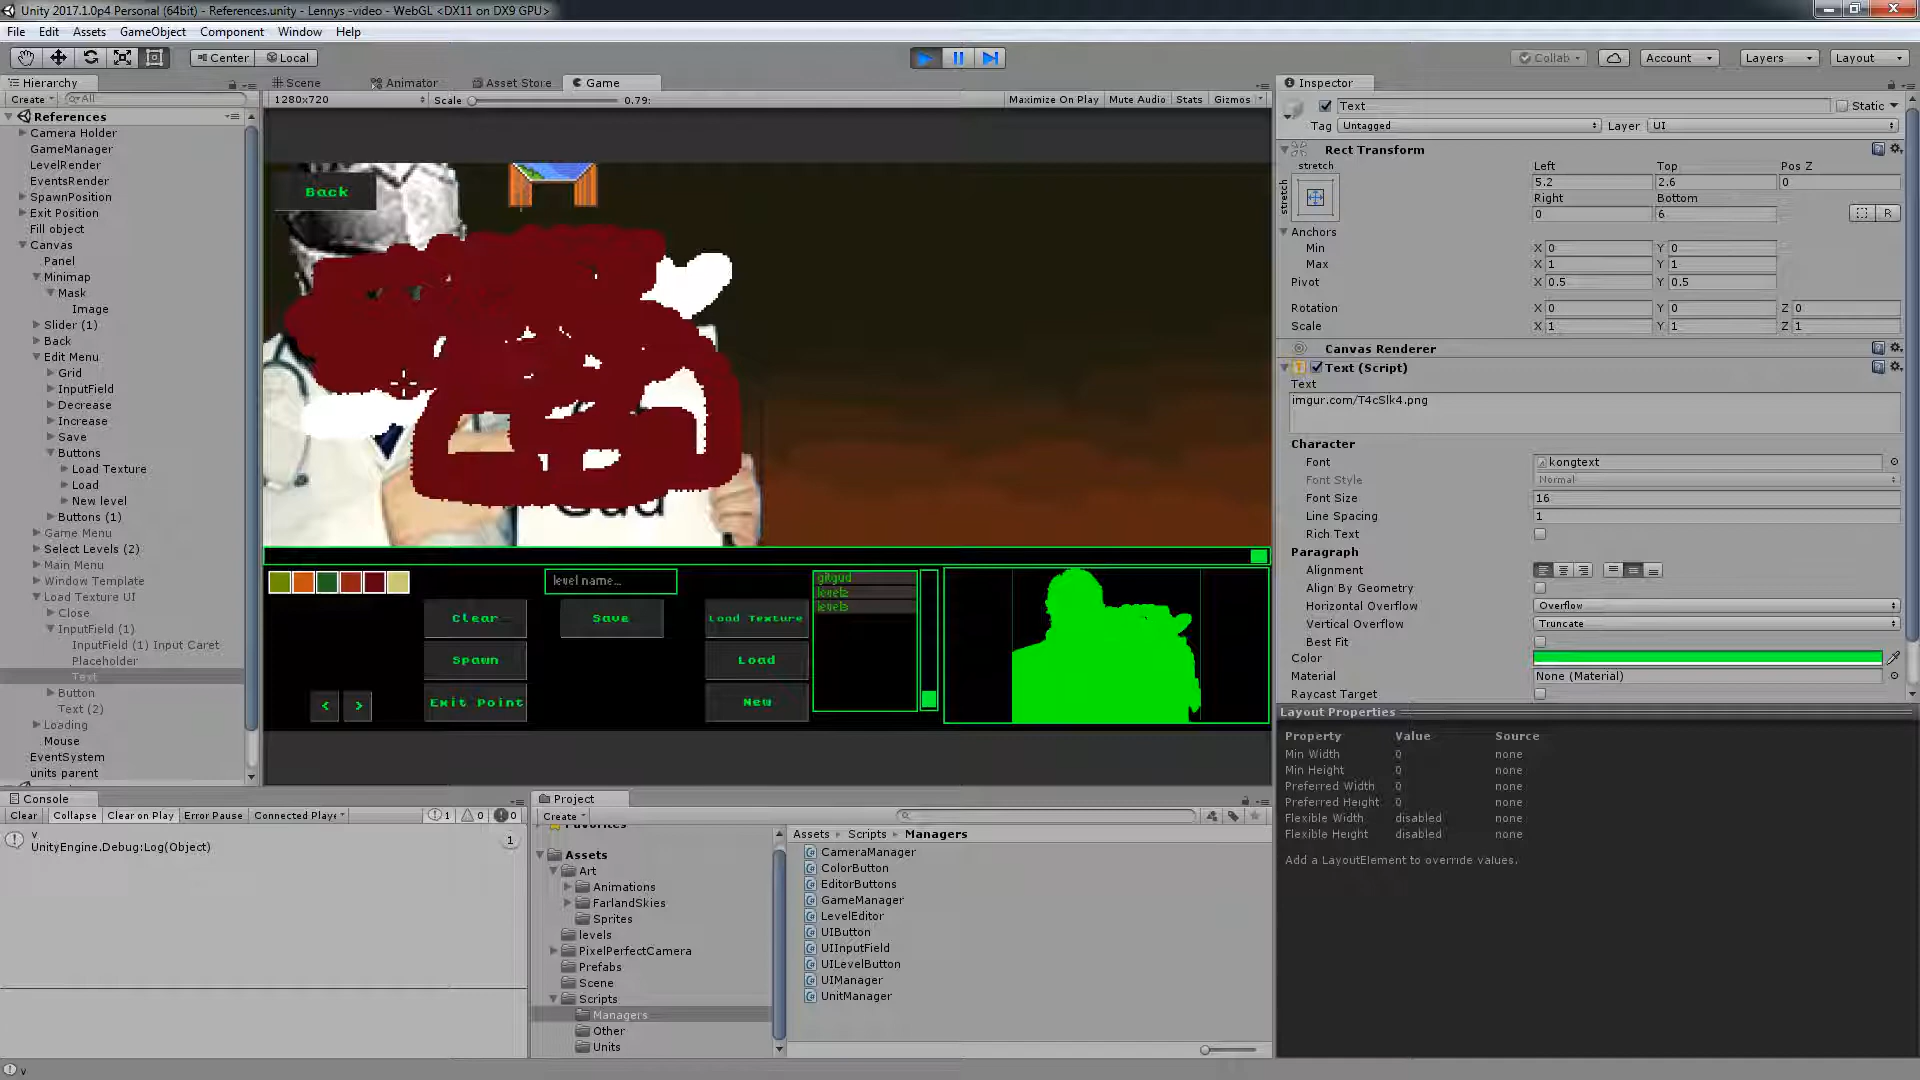 Unity 2017.1.0p4 Personal (64bit) - References.unity - Lennys -video - WebGL <DX11 on DX9 GPU>
File Edit Assets GameObject Component Window Help
Center Local
Collab Account Layers Layout
Hierarchy
Create All
References
Camera Holder
GameManager
LevelRender
EventsRender
SpawnPosition
Exit Position
Fill object
Canvas
Panel
Minimap
Mask
Image
Slider (1)
Back
Edit Menu
Grid
InputField
Decrease
Increase
Save
Buttons
Load Texture
Load
New level
Buttons (1)
Game Menu
Select Levels (2)
Main Menu
Window Template
Load Texture UI
Close
InputField (1)
InputField (1) Input Caret
Placeholder
Text
Button
Text (2)
Loading
Mouse
EventSystem
units parent
Scene Animator Asset Store Game
1280x720 Scale 0.79: Maximize On Play Mute Audio Stats Gizmos
Back
level name...
Clear Save Load Texture
Spawn Load
< > Exit Point New
gitgud
level2
level3
Inspector
Text Static
Tag Untagged Layer UI
Rect Transform
stretch Left Top Pos Z
stretch 5.2 2.6 0
Right Bottom
0 6 R
Anchors
Min X 0 Y 0
Max X 1 Y 1
Pivot X 0.5 Y 0.5
Rotation X 0 Y 0 Z 0
Scale X 1 Y 1 Z 1
Canvas Renderer
Text (Script)
Text
imgur.com/T4cSlk4.png
Character
Font kongtext
Font Style Normal
Font Size 16
Line Spacing 1
Rich Text
Paragraph
Alignment
Align By Geometry
Horizontal Overflow Overflow
Vertical Overflow Truncate
Best Fit
Color
Material None (Material)
Raycast Target
Layout Properties
Property Value Source
Min Width 0 none
Min Height 0 none
Preferred Width 0 none
Preferred Height 0 none
Flexible Width disabled none
Flexible Height disabled none
Add a LayoutElement to override values.
Console
Clear Collapse Clear on Play Error Pause Connected Playe 1 0 0
v
UnityEngine.Debug:Log(Object) 1
Project
Create
Favorites
Assets
Art
Animations
FarlandSkies
Sprites
levels
PixelPerfectCamera
Prefabs
Scene
Scripts
Managers
Other
Units
Assets Scripts Managers
CameraManager
ColorButton
EditorButtons
GameManager
LevelEditor
UIButton
UIInputField
UILevelButton
UIManager
UnitManager
v